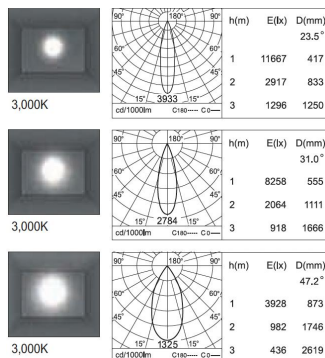 90° 180° 90° h(m) E(lx) D(mm)
23.5°
60° 60°
1 11667 417
45° 45°
2 2917 833
15° 3933 15°
3,000K
cd/1000lm C180----- C0—
3 1296 1250
90° 180° 90° h(m) E(lx) D(mm)
31.0°
60° 60°
1 8258 555
45° 45°
2 2064 1111
15° 2784 15°
3,000K
cd/1000lm C180----- C0—
3 918 1666
90° 180° 90° h(m) E(lx) D(mm)
47.2°
60° 60°
1 3928 873
45° 45°
2 982 1746
15° 1325 15°
3,000K
cd/1000lm C180----- C0—
3 436 2619